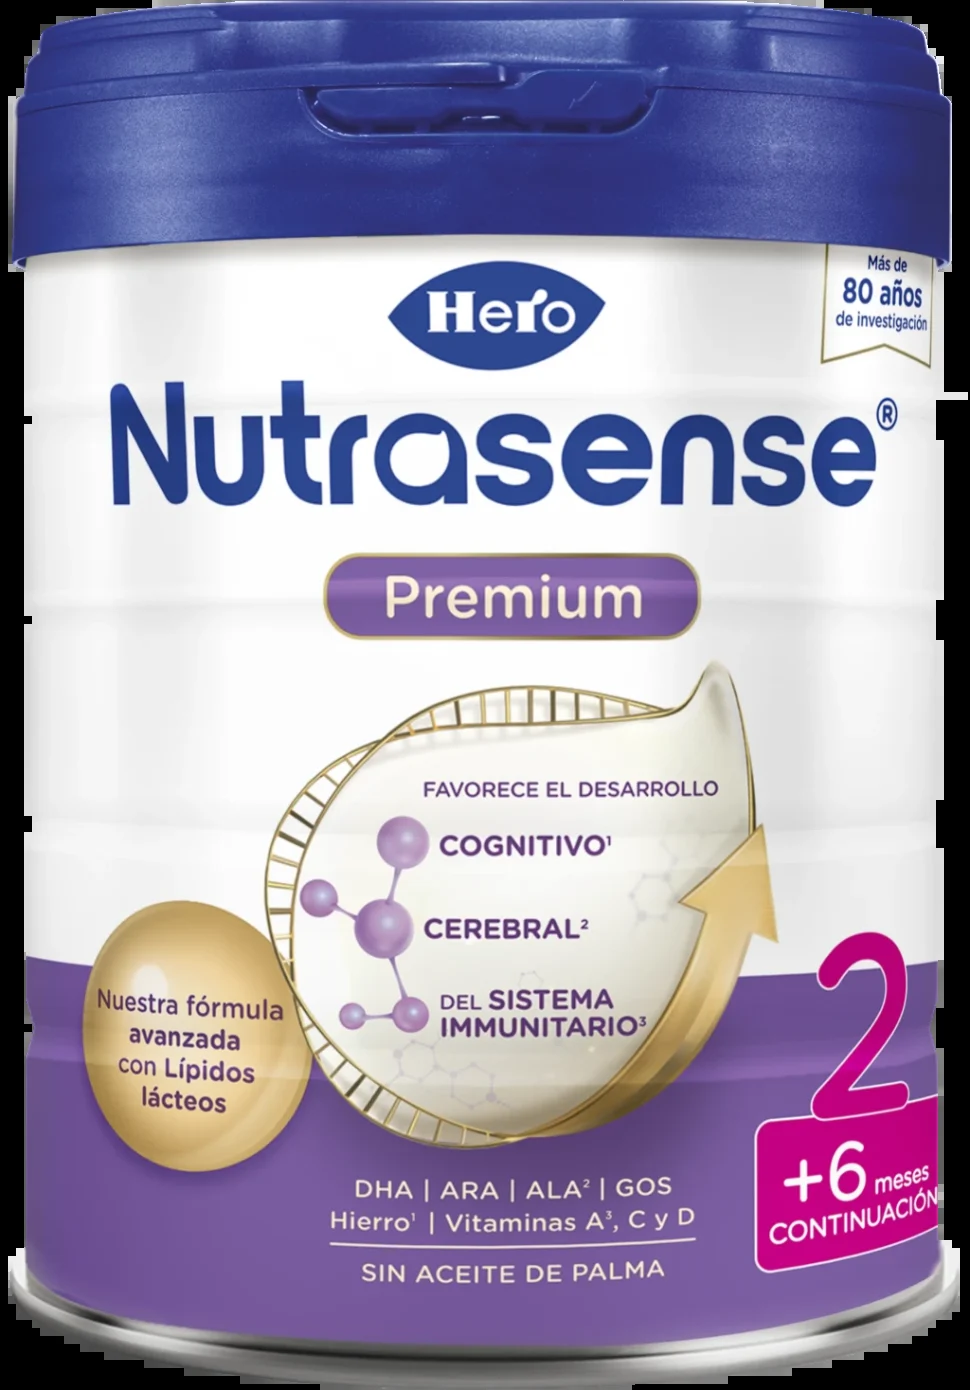 Hero
Más de
80 años
de investigación
Nutrasense®
Premium
FAVORECE EL DESARROLLO
COGNITIVO¹
CEREBRAL²
DEL SISTEMA
IMMUNITARIO³
Nuestra fórmula
avanzada
con Lípidos
lácteos
2
+6 meses
CONTINUACIÓN
DHA | ARA | ALA² | GOS
Hierro¹ | Vitaminas A³, C y D
SIN ACEITE DE PALMA